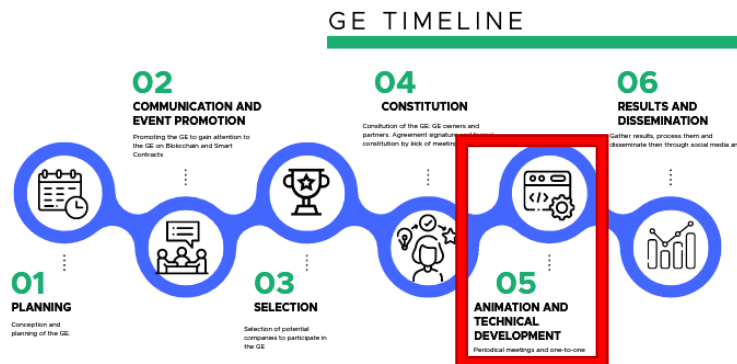 GE TIMELINE
02
COMMUNICATION AND
EVENT PROMOTION
Promoting the GE to gain attention to
the GE on Blokcchain and Smart
Contracts
04
CONSTITUTION
Consitution of the GE: GE owners and
partners. Agreement signature and
constitution by kick of meeting
06
RESULTS AND
DISSEMINATION
Gather results, process them and
disseminate them through social media
01
PLANNING
Conception and
planning of the GE.
03
SELECTION
Selection of potential
companies to participate in
the GE
05
ANIMATION AND
TECHNICAL
DEVELOPMENT
Periodical meetings and one-to-one